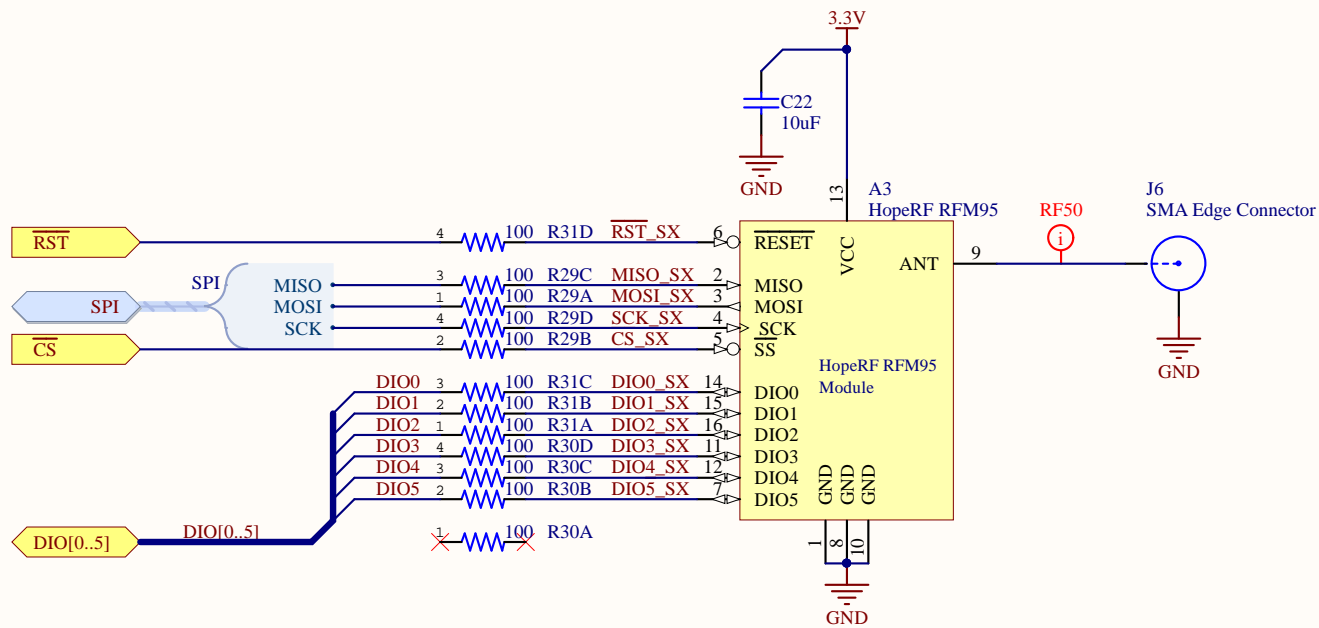 3.3V
C22
10uF
GND
A3
HopeRF RFM95
J6
SMA Edge Connector
RF50
i
13
VCC
9
ANT
GND
RST
4
100
R31D
RST_SX
6
RESET
SPI
SPI
MISO
3
100
R29C
MISO_SX
2
MISO
MOSI
1
100
R29A
MOSI_SX
3
MOSI
SCK
4
100
R29D
SCK_SX
4
SCK
CS
2
100
R29B
CS_SX
5
SS
HopeRF RFM95
Module
DIO0
3
100
R31C
DIO0_SX
14
DIO0
DIO1
2
100
R31B
DIO1_SX
15
DIO1
DIO2
1
100
R31A
DIO2_SX
16
DIO2
DIO3
4
100
R30D
DIO3_SX
11
DIO3
DIO4
3
100
R30C
DIO4_SX
12
DIO4
DIO5
2
100
R30B
DIO5_SX
7
DIO5
DIO[0..5]
DIO[0..5]
1
100
R30A
GND
GND
GND
1
8
10
GND